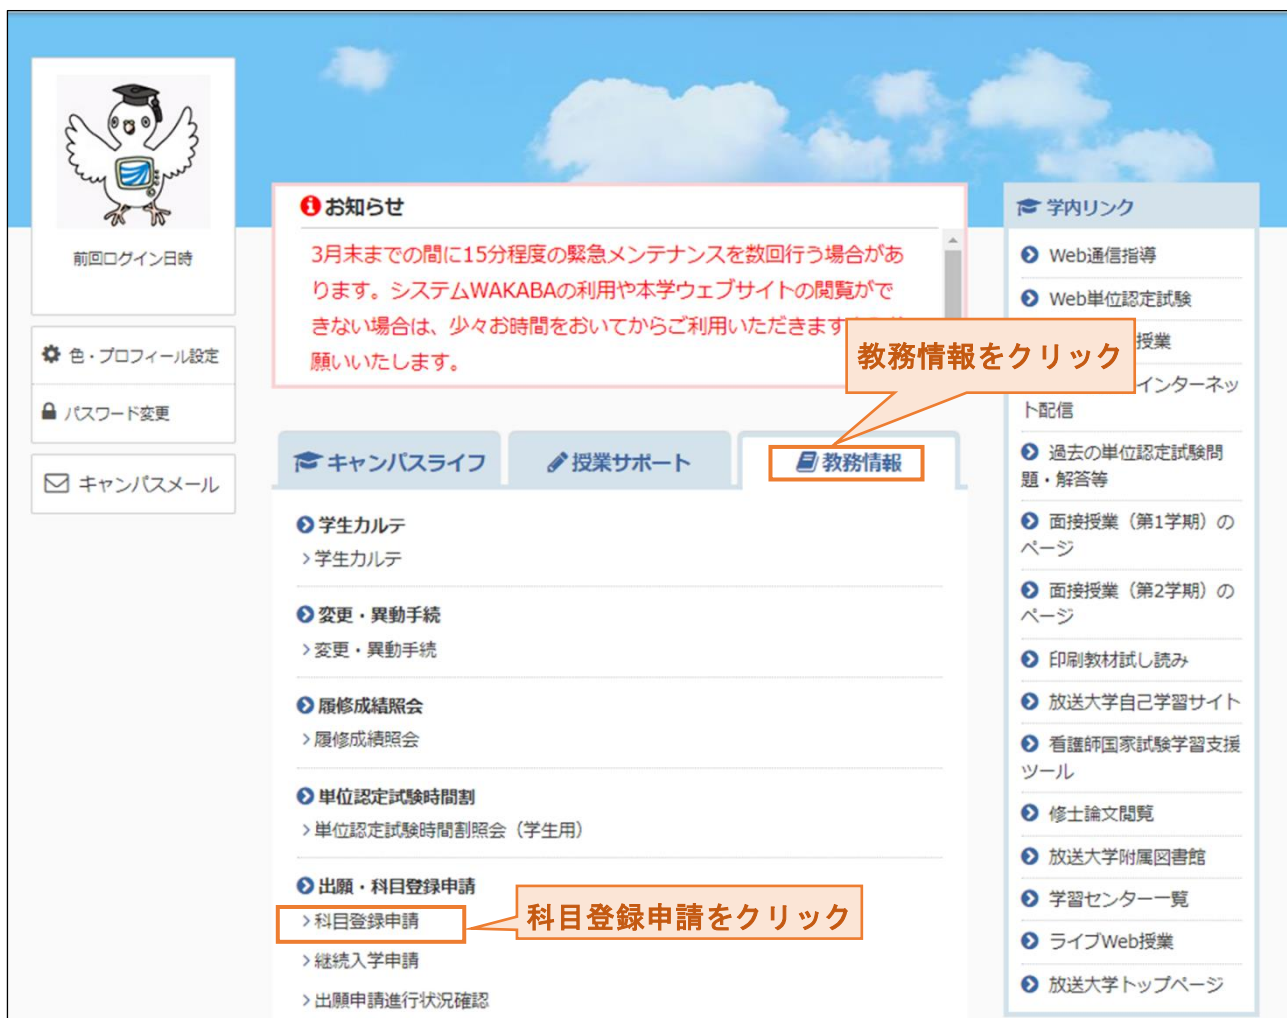 前回ログイン日時
色・プロフィール設定
パスワード変更
キャンパスメール
お知らせ
3月末までの間に15分程度の緊急メンテナンスを数回行う場合があ
ります。システムWAKABAの利用や本学ウェブサイトの閲覧がで
きない場合は、少々お時間をおいてからご利用いただきます
願いいたします。
教務情報をクリック
キャンパスライフ
授業サポート
教務情報
学生カルテ
学生カルテ
変更・異動手続
変更・異動手続
履修成績照会
履修成績照会
単位認定試験時間割
単位認定試験時間割照会（学生用）
出願・科目登録申請
科目登録申請
科目登録申請をクリック
継続入学申請
出願申請進行状況確認
学内リンク
Web通信指導
Web単位認定試験
授業
インターネッ
ト配信
過去の単位認定試験問
題・解答等
面接授業（第1学期）の
ページ
面接授業（第2学期）の
ページ
印刷教材試し読み
放送大学自己学習サイト
看護師国家試験学習支援
ツール
修士論文閲覧
放送大学附属図書館
学習センター一覧
ライブWeb授業
放送大学トップページ